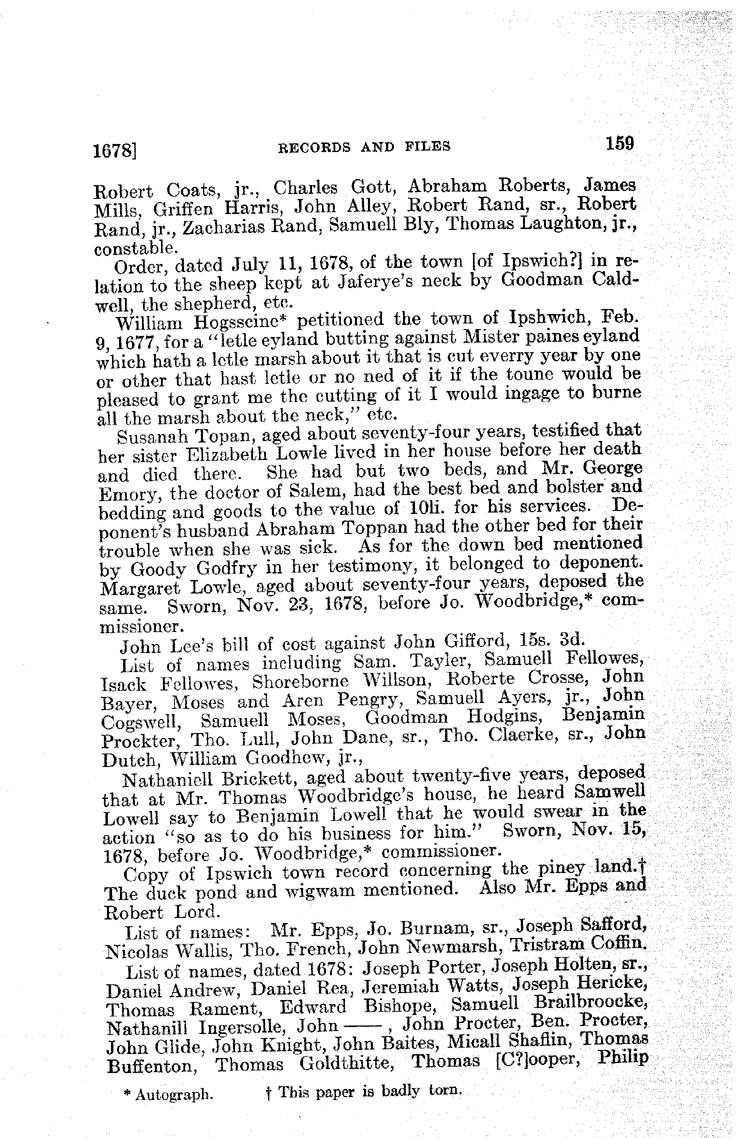 1678] RECORDS AND FILES 159
Robert Coats, jr., Charles Gott, Abraham Roberts, James
Mills, Griffen Harris, John Alley, Robert Rand, sr., Robert
Rand, jr., Zacharias Rand, Samuell Bly, Thomas Laughton, jr.,
constable.
Order, dated July 11, 1678, of the town [of Ipswich?] in re-
lation to the sheep kept at Jaferye's neck by Goodman Cald-
well, the shepherd, etc.
William Hogsscine* petitioned the town of Ipshwich, Feb.
9, 1677, for a "letle eyland butting against Mister paines eyland
which hath a letle marsh about it that is cut everry year by one
or other that hast letle or no ned of it if the toune would be
pleased to grant me the cutting of it I would ingage to burne
all the marsh about the neck," etc.
Susanah Topan, aged about seventy-four years, testified that
her sister Elizabeth Lowle lived in her house before her death
and died there. She had but two beds, and Mr. George
Emory, the doctor of Salem, had the best bed and bolster and
bedding and goods to the value of 10li. for his services. De-
ponent's husband Abraham Toppan had the other bed for their
trouble when she was sick. As for the down bed mentioned
by Goody Godfry in her testimony, it belonged to deponent.
Margaret Lowle, aged about seventy-four years, deposed the
same. Sworn, Nov. 23, 1678, before Jo. Woodbridge,* com-
missioner.
John Lee's bill of cost against John Gifford, 15s. 3d.
List of names including Sam. Tayler, Samuell Fellowes,
Isack Fellowes, Shoreborne Willson, Roberte Crosse, John
Bayer, Moses and Aren Pengry, Samuell Ayers, jr., John
Cogswell, Samuell Moses, Goodman Hodgins, Benjamin
Prockter, Tho. Lull, John Dane, sr., Tho. Claerke, sr., John
Dutch, William Goodhew, jr.,
Nathaniell Brickett, aged about twenty-five years, deposed
that at Mr. Thomas Woodbridge's house, he heard Samwell
Lowell say to Benjamin Lowell that he would swear in the
action "so as to do his business for him." Sworn, Nov. 15,
1678, before Jo. Woodbridge,* commissioner.
Copy of Ipswich town record concerning the piney land.†
The duck pond and wigwam mentioned. Also Mr. Epps and
Robert Lord.
List of names: Mr. Epps, Jo. Burnam, sr., Joseph Safford,
Nicolas Wallis, Tho. French, John Newmarsh, Tristram Coffin.
List of names, dated 1678: Joseph Porter, Joseph Holten, sr.,
Daniel Andrew, Daniel Rea, Jeremiah Watts, Joseph Hericke,
Thomas Rament, Edward Bishope, Samuell Brailbroocke,
Nathanill Ingersolle, John —— , John Procter, Ben. Procter,
John Glide, John Knight, John Baites, Micall Shaflin, Thomas
Buffenton, Thomas Goldthitte, Thomas [C?]ooper, Philip
* Autograph. † This paper is badly torn.